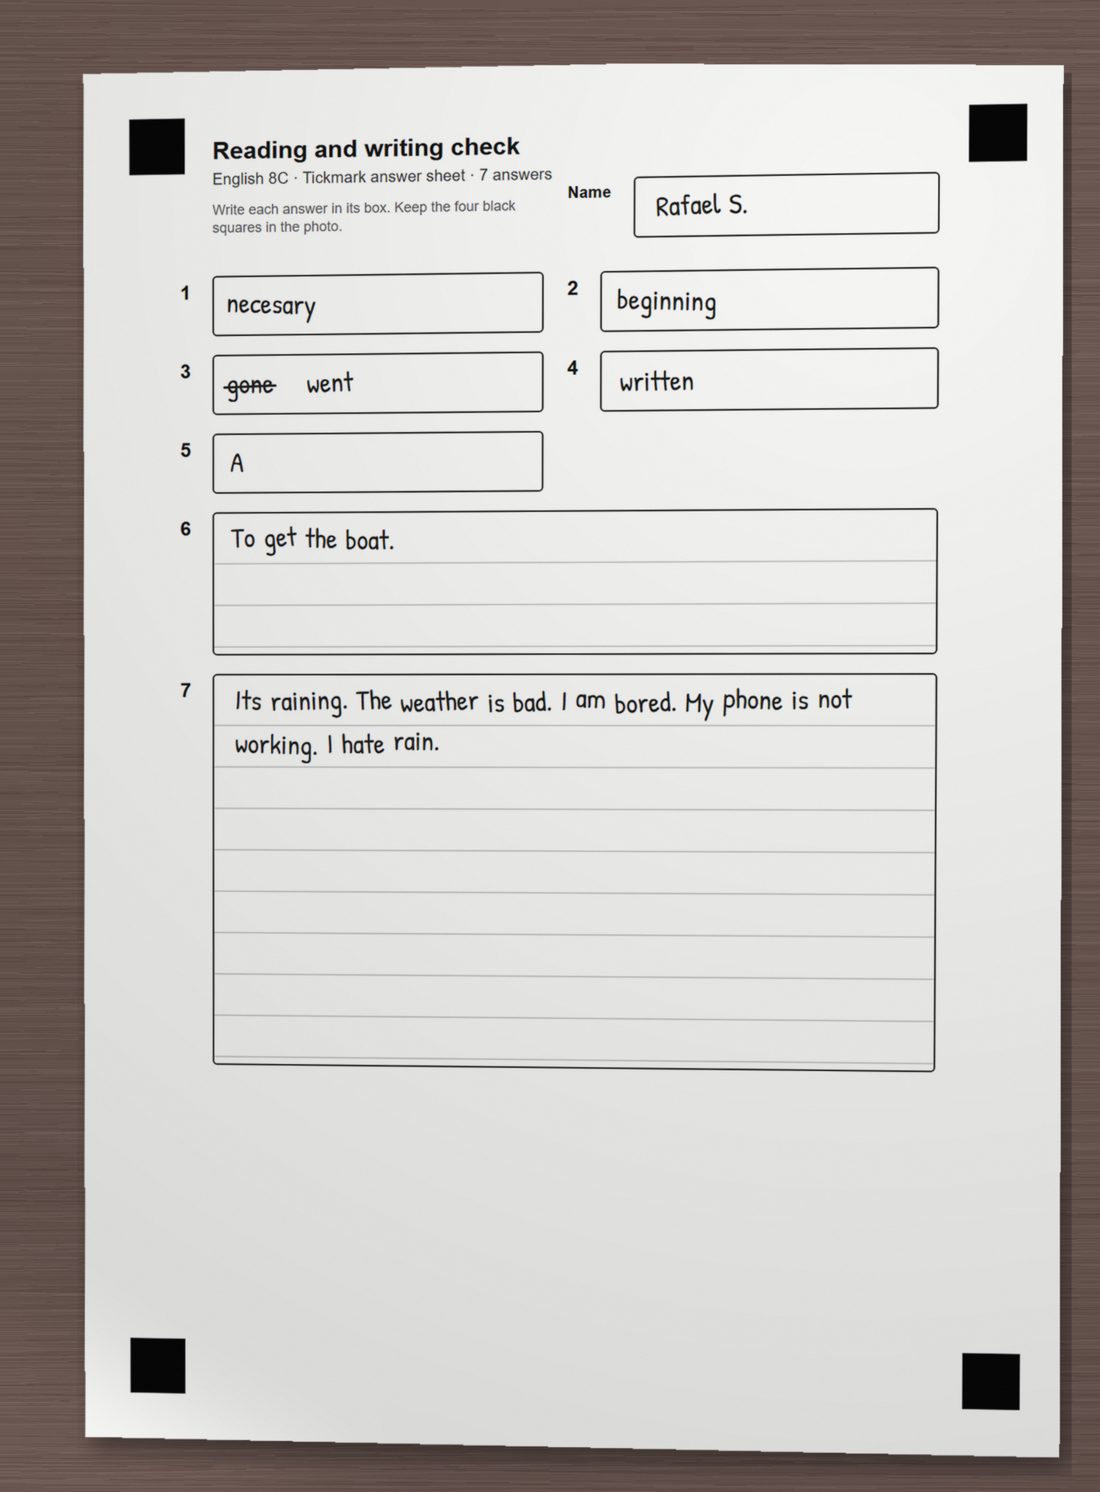 Reading and writing check
English 8C · Tickmark answer sheet · 7 answers
Write each answer in its box. Keep the four black
squares in the photo.
Name
Rafael S.
1
necesary
2
beginning
3
gone went
4
written
5
A
6
To get the boat.
7
Its raining. The weather is bad. I am bored. My phone is not
working. I hate rain.